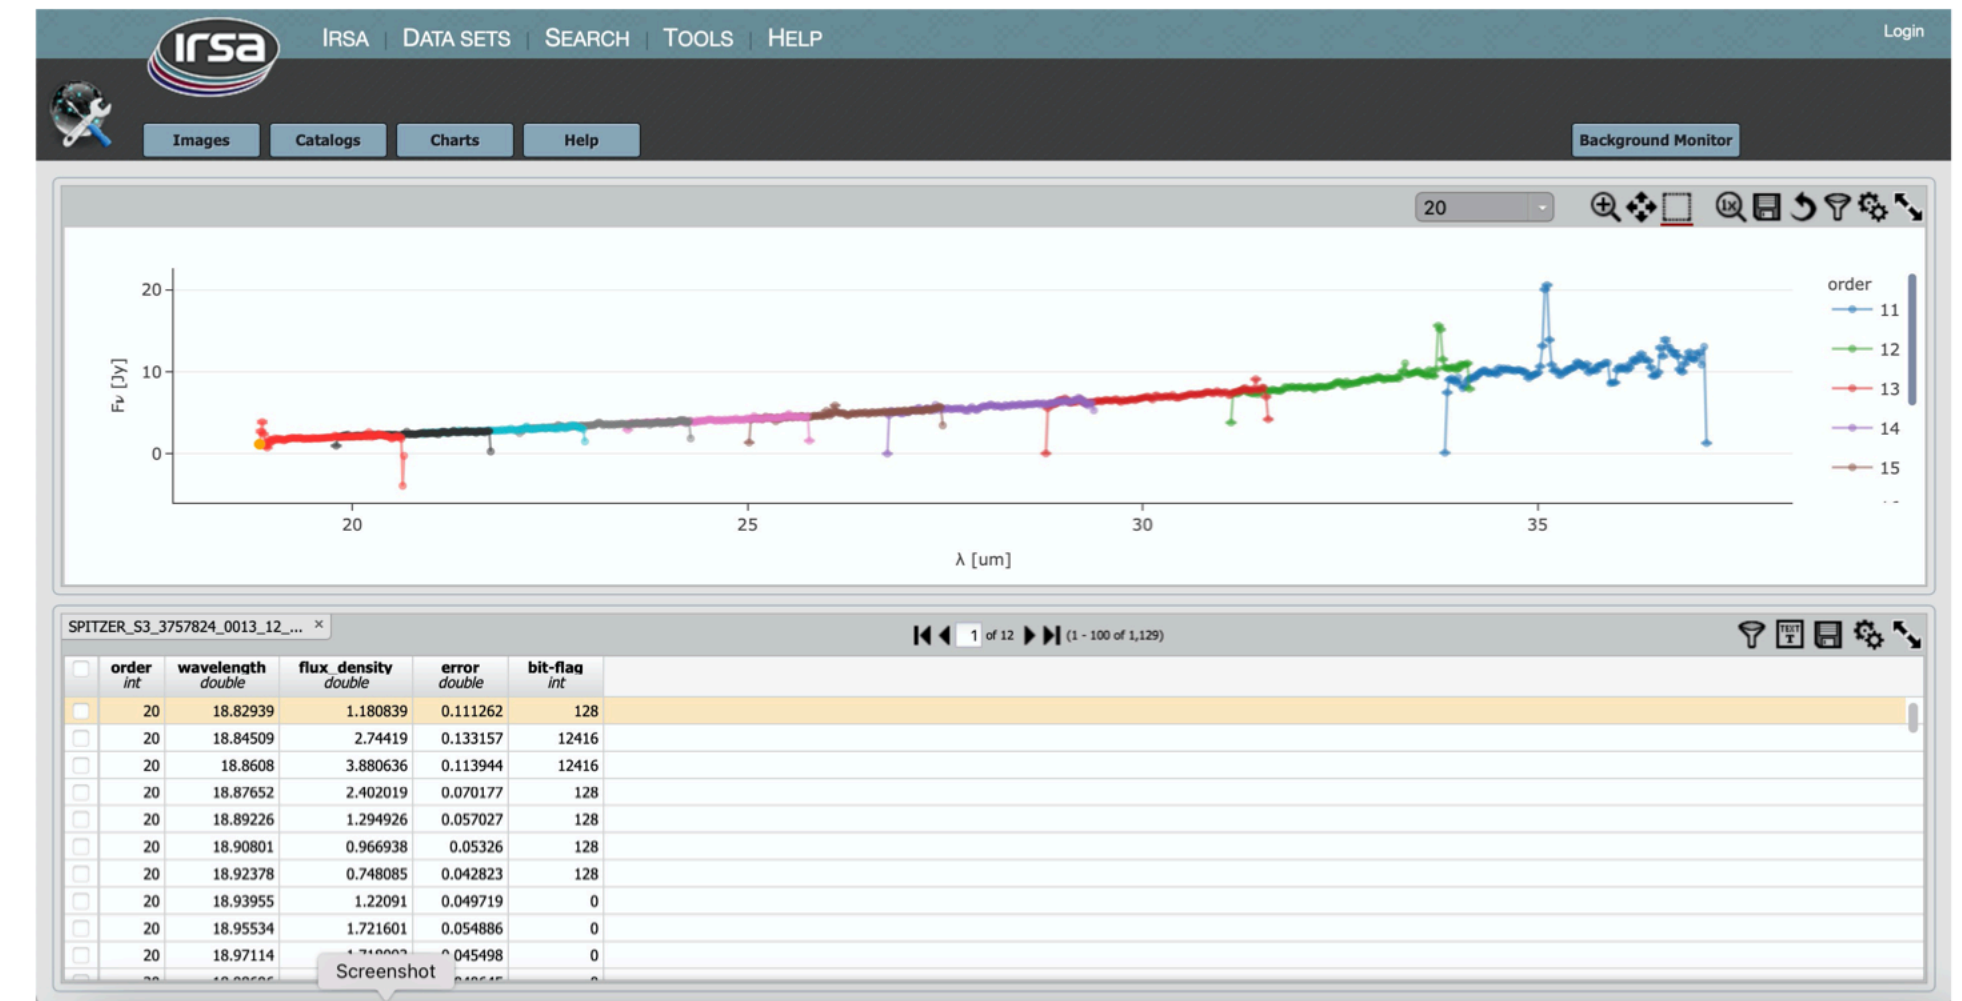 irsa IRSA DATA SETS SEARCH TOOLS HELP Login
Images Catalogs Charts Help Background Monitor
20
1x
20
10
0
Fν [Jy]
20 25 30 35
λ [um]
order
11
12
13
14
15
SPITZER_S3_3757824_0013_12_... × 1 of 12 (1 - 100 of 1,129) TEXT T
order wavelength flux_density error bit-flag
int double double double int
20 18.82939 1.180839 0.111262 128
20 18.84509 2.74419 0.133157 12416
20 18.8608 3.880636 0.113944 12416
20 18.87652 2.402019 0.070177 128
20 18.89226 1.294926 0.057027 128
20 18.90801 0.966938 0.05326 128
20 18.92378 0.748085 0.042823 128
20 18.93955 1.22091 0.049719 0
20 18.95534 1.721601 0.054886 0
20 18.97114 0
Screenshot